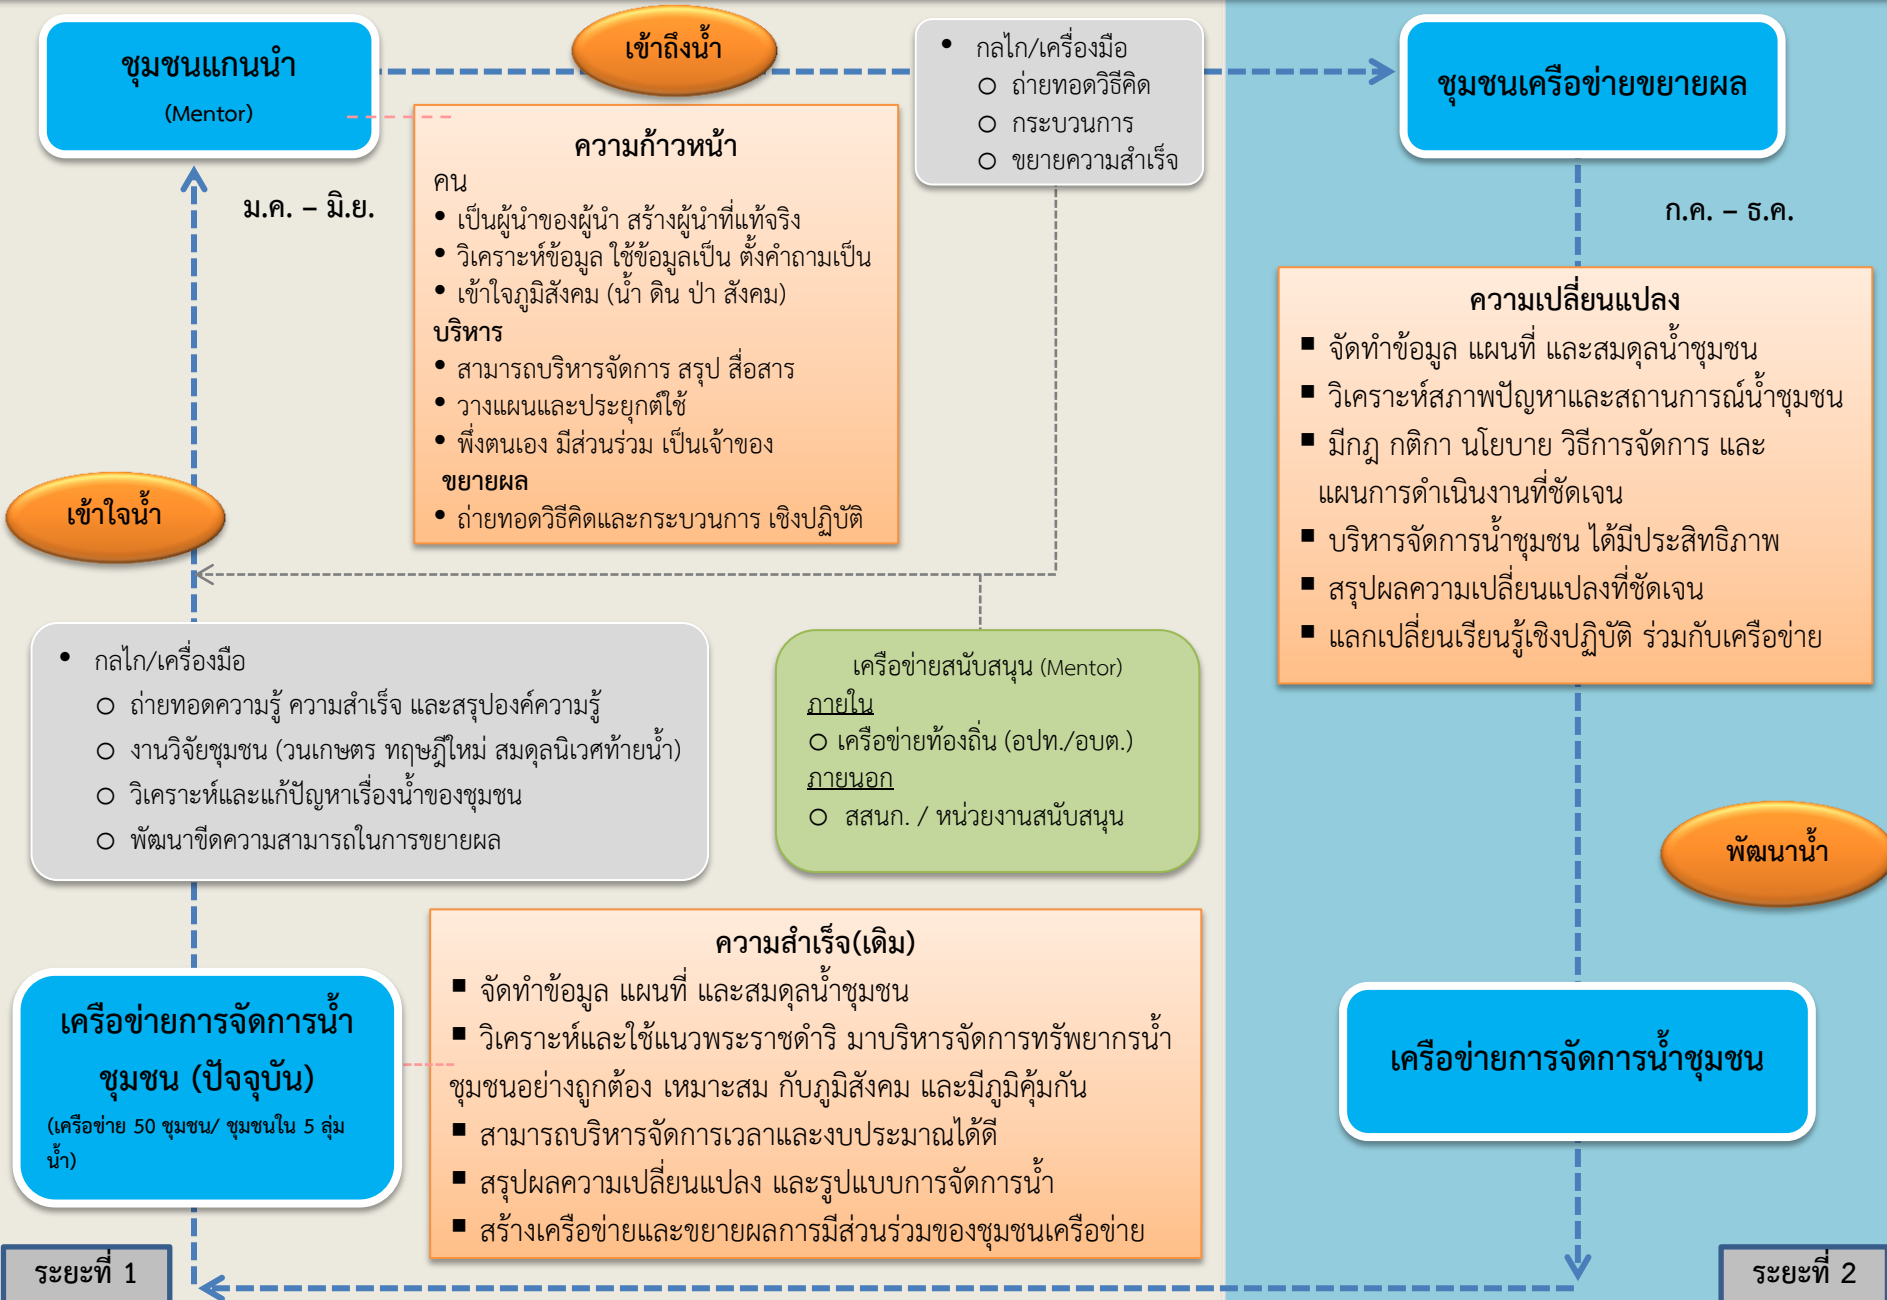 ชุมชนแกนนำ
(Mentor)
เข้าถึงน้ำ
• กลไก/เครื่องมือ
o ถ่ายทอดวิธีคิด
o กระบวนการ
o ขยายความสำเร็จ
ชุมชนเครือข่ายขยายผล
ม.ค. – มิ.ย.
ความก้าวหน้า
คน
• เป็นผู้นำของผู้นำ สร้างผู้นำที่แท้จริง
• วิเคราะห์ข้อมูล ใช้ข้อมูลเป็น ตั้งคำถามเป็น
• เข้าใจภูมิสังคม (น้ำ ดิน ป่า สังคม)
บริหาร
• สามารถบริหารจัดการ สรุป สื่อสาร
• วางแผนและประยุกต์ใช้
• พึ่งตนเอง มีส่วนร่วม เป็นเจ้าของ
ขยายผล
• ถ่ายทอดวิธีคิดและกระบวนการ เชิงปฏิบัติ
ก.ค. – ธ.ค.
ความเปลี่ยนแปลง
▪ จัดทำข้อมูล แผนที่ และสมดุลน้ำชุมชน
▪ วิเคราะห์สภาพปัญหาและสถานการณ์น้ำชุมชน
▪ มีกฎ กติกา นโยบาย วิธีการจัดการ และ
แผนการดำเนินงานที่ชัดเจน
▪ บริหารจัดการน้ำชุมชน ได้มีประสิทธิภาพ
▪ สรุปผลความเปลี่ยนแปลงที่ชัดเจน
▪ แลกเปลี่ยนเรียนรู้เชิงปฏิบัติ ร่วมกับเครือข่าย
เข้าใจน้ำ
• กลไก/เครื่องมือ
o ถ่ายทอดความรู้ ความสำเร็จ และสรุปองค์ความรู้
o งานวิจัยชุมชน (วนเกษตร ทฤษฎีใหม่ สมดุลนิเวศท้ายน้ำ)
o วิเคราะห์และแก้ปัญหาเรื่องน้ำของชุมชน
o พัฒนาขีดความสามารถในการขยายผล
เครือข่ายสนับสนุน (Mentor)
ภายใน
o เครือข่ายท้องถิ่น (อปท./อบต.)
ภายนอก
o สสนก. / หน่วยงานสนับสนุน
พัฒนาน้ำ
เครือข่ายการจัดการน้ำ
ชุมชน (ปัจจุบัน)
(เครือข่าย 50 ชุมชน/ ชุมชนใน 5 ลุ่ม
น้ำ)
ความสำเร็จ(เดิม)
▪ จัดทำข้อมูล แผนที่ และสมดุลน้ำชุมชน
▪ วิเคราะห์และใช้แนวพระราชดำริ มาบริหารจัดการทรัพยากรน้ำ
ชุมชนอย่างถูกต้อง เหมาะสม กับภูมิสังคม และมีภูมิคุ้มกัน
▪ สามารถบริหารจัดการเวลาและงบประมาณได้ดี
▪ สรุปผลความเปลี่ยนแปลง และรูปแบบการจัดการน้ำ
▪ สร้างเครือข่ายและขยายผลการมีส่วนร่วมของชุมชนเครือข่าย
เครือข่ายการจัดการน้ำชุมชน
ระยะที่ 1
ระยะที่ 2